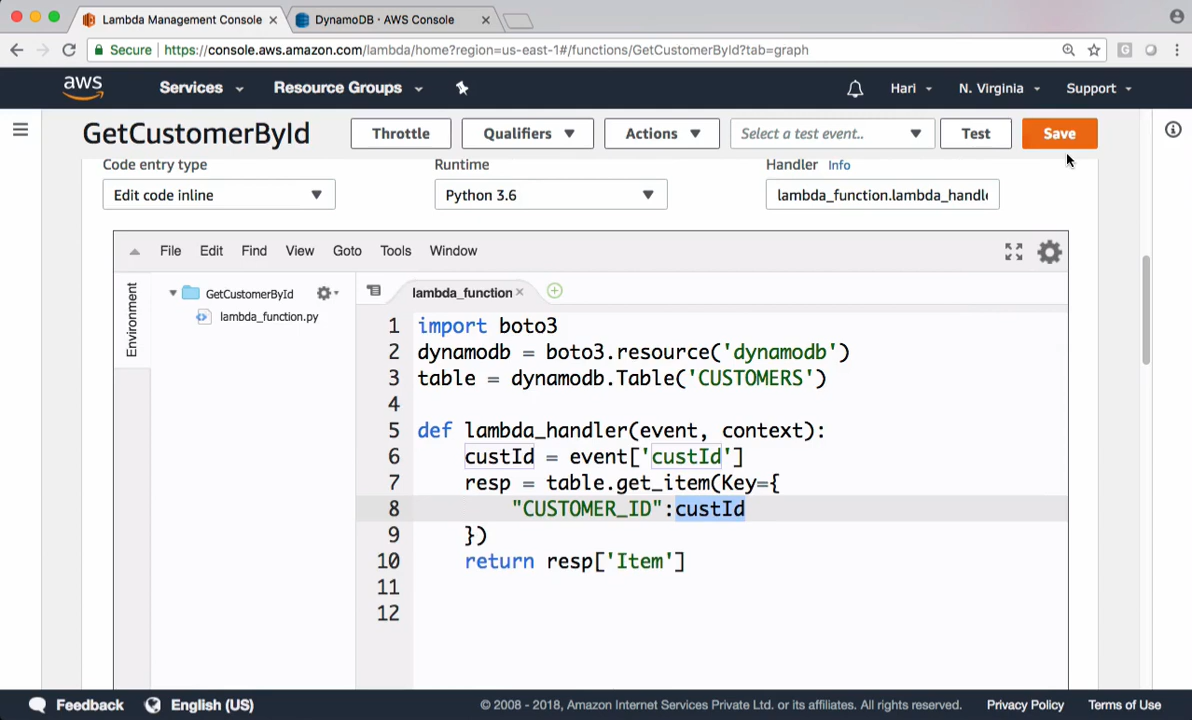 Lambda Management Console
DynamoDB · AWS Console
Secure https://console.aws.amazon.com/lambda/home?region=us-east-1#/functions/GetCustomerById?tab=graph
aws Services Resource Groups Hari N. Virginia Support
GetCustomerById Throttle Qualifiers Actions Select a test event.. Test Save
Code entry type Runtime Handler Info
Edit code inline Python 3.6 lambda_function.lambda_handl
File Edit Find View Goto Tools Window
Environment
GetCustomerById
lambda_function.py
lambda_function
1 import boto3
2 dynamodb = boto3.resource('dynamodb')
3 table = dynamodb.Table('CUSTOMERS')
4
5 def lambda_handler(event, context):
6 custId = event['custId']
7 resp = table.get_item(Key={
8 "CUSTOMER_ID":custId
9 })
10 return resp['Item']
11
12
Feedback English (US) © 2008 - 2018, Amazon Internet Services Private Ltd. or its affiliates. All rights reserved. Privacy Policy Terms of Use